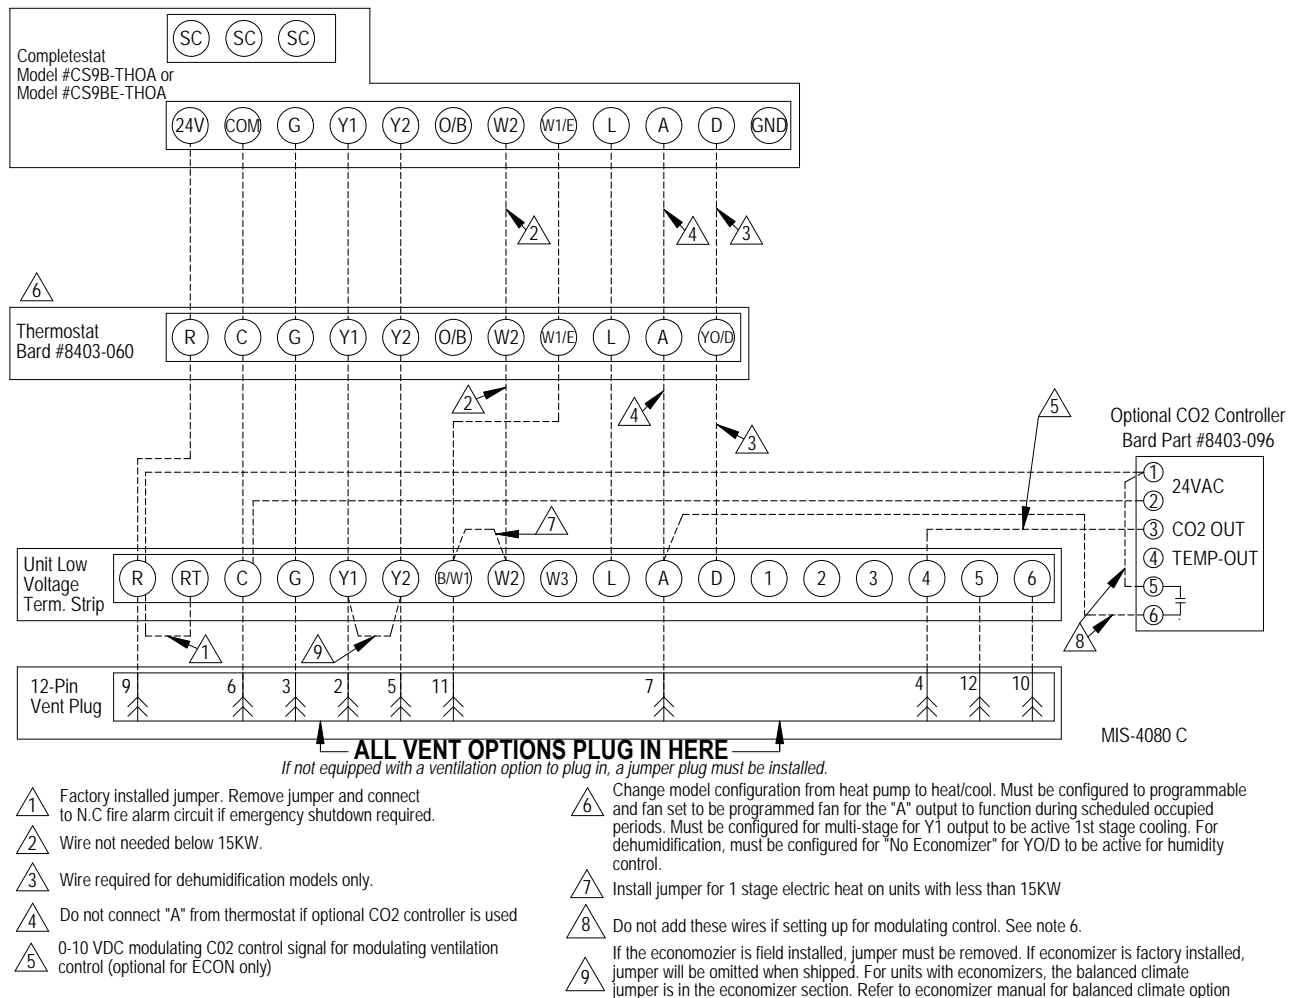 SC SC SC
Completestat
Model #CS9B-THOA or
Model #CS9BE-THOA
24V COM G Y1 Y2 O/B W2 W1/E L A D GND
2 4 3
6
Thermostat
Bard #8403-060
R C G Y1 Y2 O/B W2 W1/E L A YO/D
2 4 3 5
Optional CO2 Controller
Bard Part #8403-096
1 24VAC
2
3 CO2 OUT
4 TEMP-OUT
5
6
7
8
Unit Low
Voltage
Term. Strip
R RT C G Y1 Y2 B/W1 W2 W3 L A D 1 2 3 4 5 6
1 9
12-Pin
Vent Plug
9 6 3 2 5 11 7 4 12 10
MIS-4080 C
ALL VENT OPTIONS PLUG IN HERE
If not equipped with a ventilation option to plug in, a jumper plug must be installed.
1 Factory installed jumper. Remove jumper and connect
to N.C fire alarm circuit if emergency shutdown required.
2 Wire not needed below 15KW.
3 Wire required for dehumidification models only.
4 Do not connect "A" from thermostat if optional CO2 controller is used
5 0-10 VDC modulating C02 control signal for modulating ventilation
control (optional for ECON only)
6 Change model configuration from heat pump to heat/cool. Must be configured to programmable
and fan set to be programmed fan for the "A" output to function during scheduled occupied
periods. Must be configured for multi-stage for Y1 output to be active 1st stage cooling. For
dehumidification, must be configured for "No Economizer" for YO/D to be active for humidity
control.
7 Install jumper for 1 stage electric heat on units with less than 15KW
8 Do not add these wires if setting up for modulating control. See note 6.
9 If the economozier is field installed, jumper must be removed. If economizer is factory installed,
jumper will be omitted when shipped. For units with economizers, the balanced climate
jumper is in the economizer section. Refer to economizer manual for balanced climate option